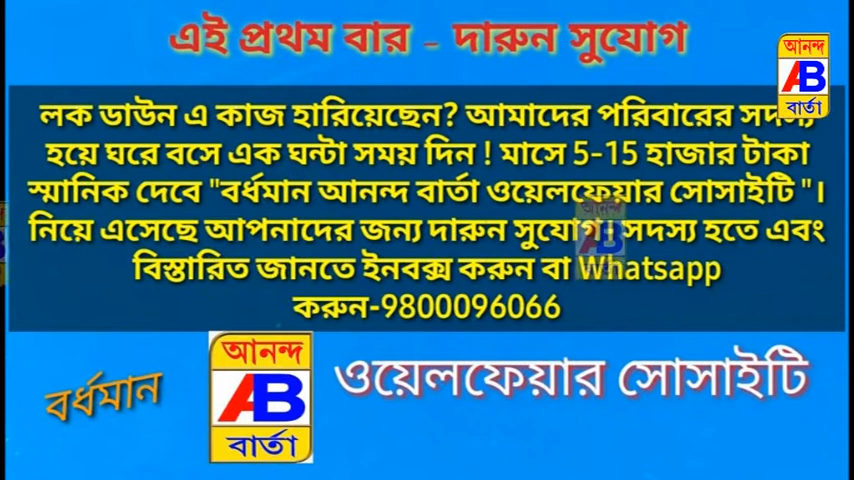 এই প্রথম বার - দারুন সুযোগ
আনন্দ
AB
বার্তা
লক ডাউন এ কাজ হারিয়েছেন? আমাদের পরিবারের সদস্য
হয়ে ঘরে বসে এক ঘন্টা সময় দিন ! মাসে 5-15 হাজার টাকা
স্মানিক দেবে "বর্ধমান আনন্দ বার্তা ওয়েলফেয়ার সোসাইটি "।
নিয়ে এসেছে আপনাদের জন্য দারুন সুযোগ। সদস্য হতে এবং
বিস্তারিত জানতে ইনবক্স করুন বা Whatsapp
করুন-9800096066
বর্ধমান
আনন্দ
AB
বার্তা
ওয়েলফেয়ার সোসাইটি